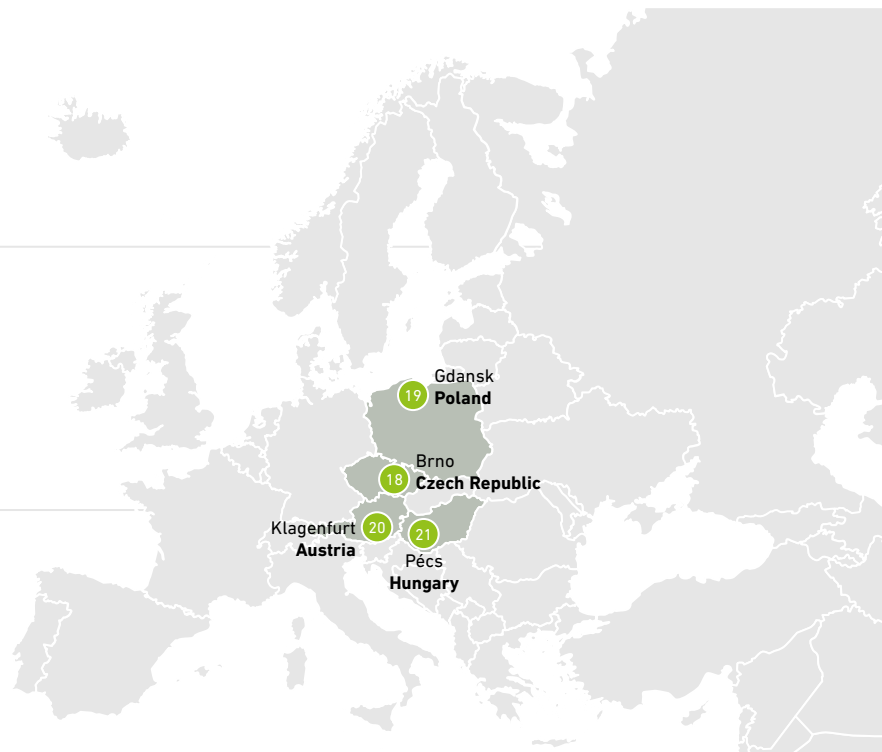 19
Gdansk
Poland
18
Brno
Czech Republic
Klagenfurt
Austria
20
21
Pécs
Hungary